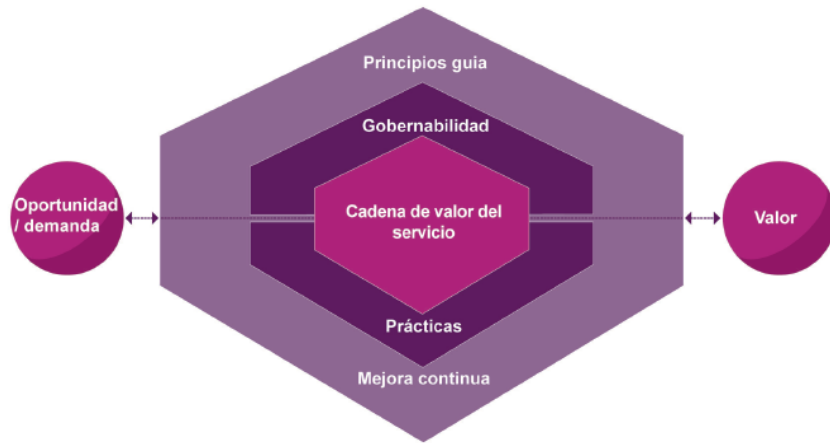 Principios guia
Gobernabilidad
Oportunidad
/ demanda
Cadena de valor del
servicio
Valor
Prácticas
Mejora continua